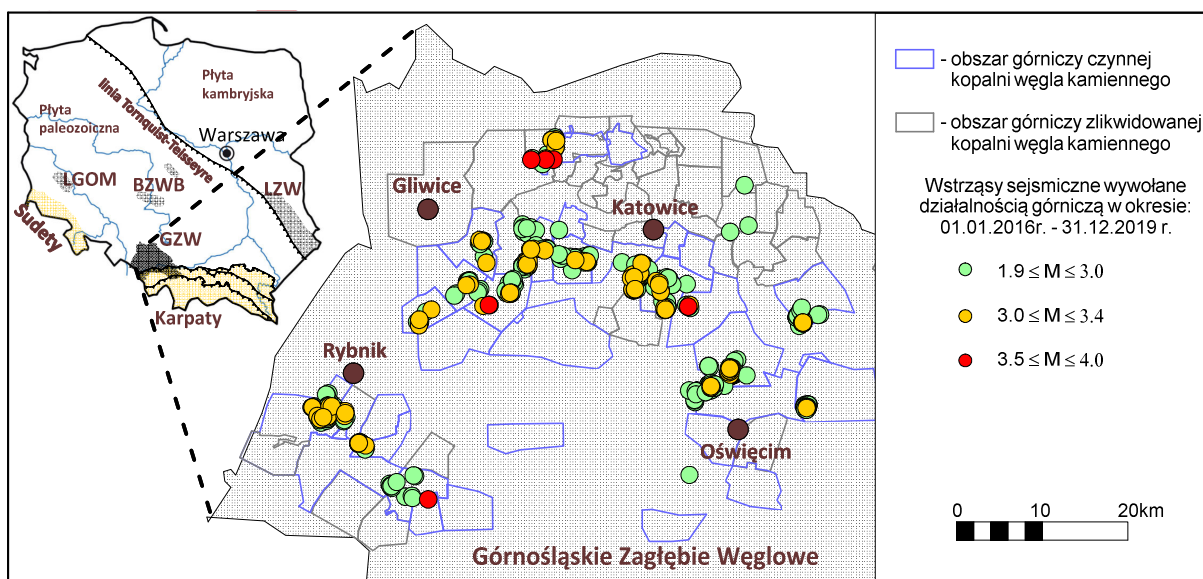 Płyta
kambryjska
linia Tornquist-Teisseyre
Płyta
paleozoiczna
Warszawa
LGOM
BZWB
LZW
Sudety
GZW
Karpaty
Gliwice
Katowice
Rybnik
Oświęcim
Górnośląskie Zagłębie Węglowe
- obszar górniczy czynnej
kopalni węgla kamiennego
- obszar górniczy zlikwidowanej
kopalni węgla kamiennego
Wstrząsy sejsmiczne wywołane
działalnością górniczą w okresie:
01.01.2016r. - 31.12.2019 r.
1.9 ≤ M ≤ 3.0
3.0 ≤ M ≤ 3.4
3.5 ≤ M ≤ 4.0
0 10 20km